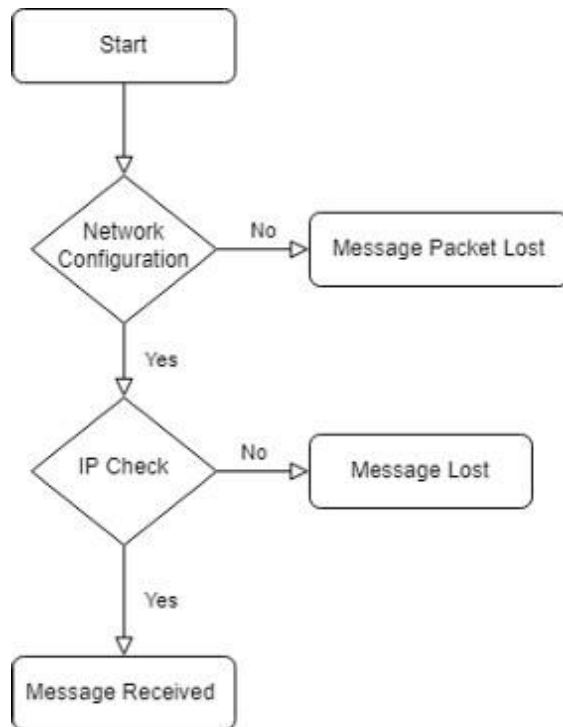 Start
Network
Configuration
No
Message Packet Lost
Yes
IP Check
No
Message Lost
Yes
Message Received